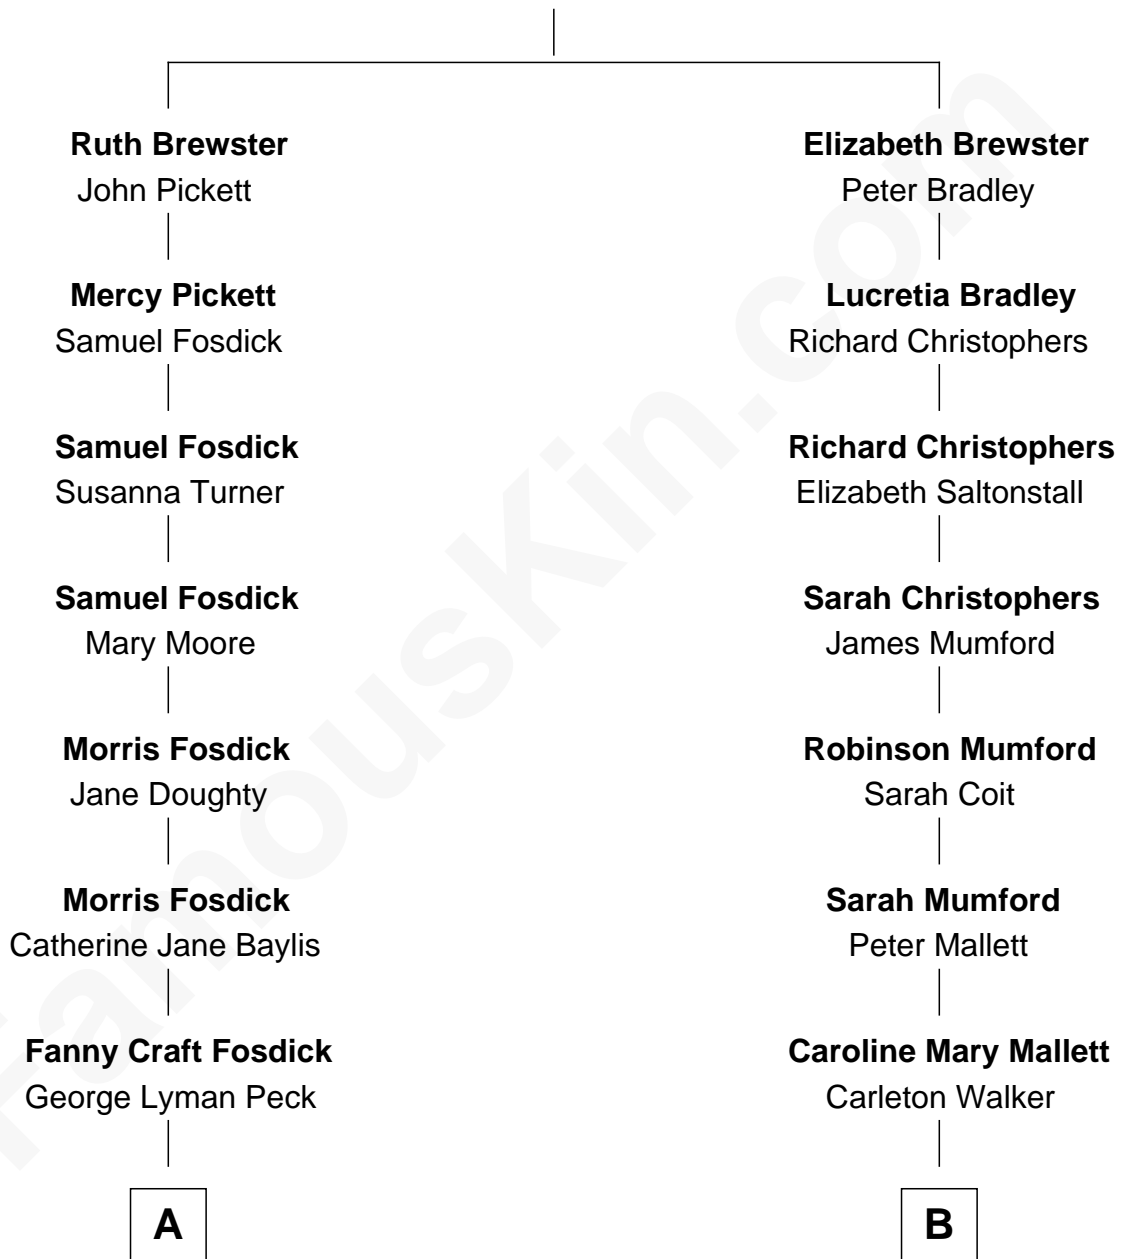 Ruth Brewster
John Pickett
Mercy Pickett
Samuel Fosdick
Samuel Fosdick
Susanna Turner
Samuel Fosdick
Mary Moore
Morris Fosdick
Jane Doughty
Morris Fosdick
Catherine Jane Baylis
Fanny Craft Fosdick
George Lyman Peck
A
Elizabeth Brewster
Peter Bradley
Lucretia Bradley
Richard Christophers
Richard Christophers
Elizabeth Saltonstall
Sarah Christophers
James Mumford
Robinson Mumford
Sarah Coit
Sarah Mumford
Peter Mallett
Caroline Mary Mallett
Carleton Walker
B
FamousKin.com